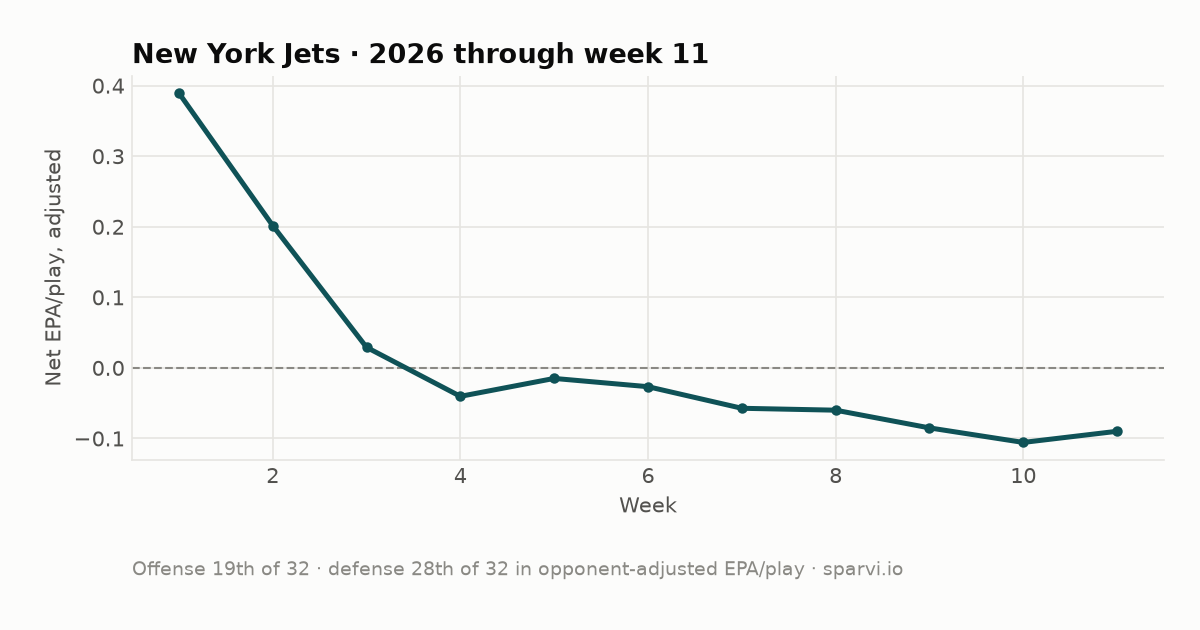 New York Jets · 2026 through week 11
Net EPA/play, adjusted
0.4
0.3
0.2
0.1
0.0
−0.1
2 4 6 8 10
Week
Offense 19th of 32 · defense 28th of 32 in opponent-adjusted EPA/play · sparvi.io